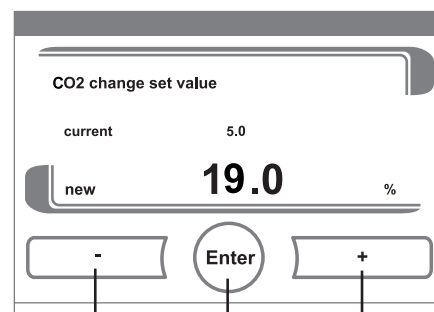 CO2 change set value
current 5.0
new 19.0 %
- Enter +